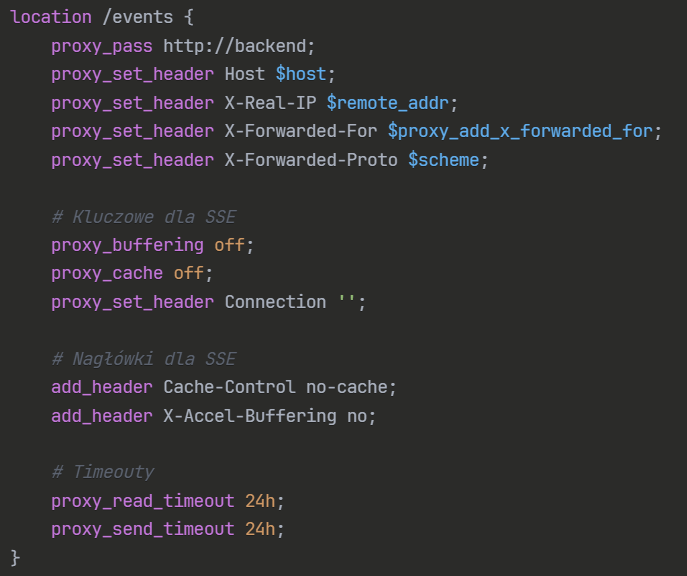 location /events {
    proxy_pass http://backend;
    proxy_set_header Host $host;
    proxy_set_header X-Real-IP $remote_addr;
    proxy_set_header X-Forwarded-For $proxy_add_x_forwarded_for;
    proxy_set_header X-Forwarded-Proto $scheme;

    # Kluczowe dla SSE
    proxy_buffering off;
    proxy_cache off;
    proxy_set_header Connection '';

    # Nagłówki dla SSE
    add_header Cache-Control no-cache;
    add_header X-Accel-Buffering no;

    # Timeouty
    proxy_read_timeout 24h;
    proxy_send_timeout 24h;
}